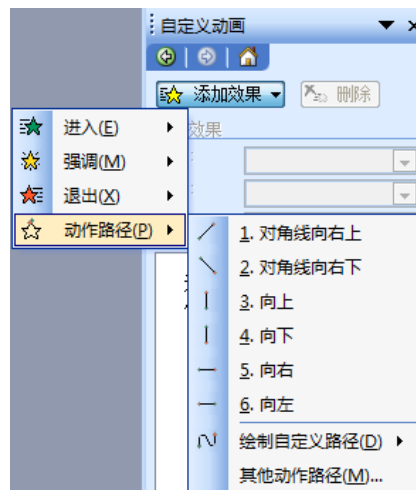 自定义动画
添加效果
删除
效果
进入(E)
强调(M)
退出(X)
动作路径(P)
1. 对角线向右上
2. 对角线向右下
3. 向上
4. 向下
5. 向右
6. 向左
绘制自定义路径(D)
其他动作路径(M)...